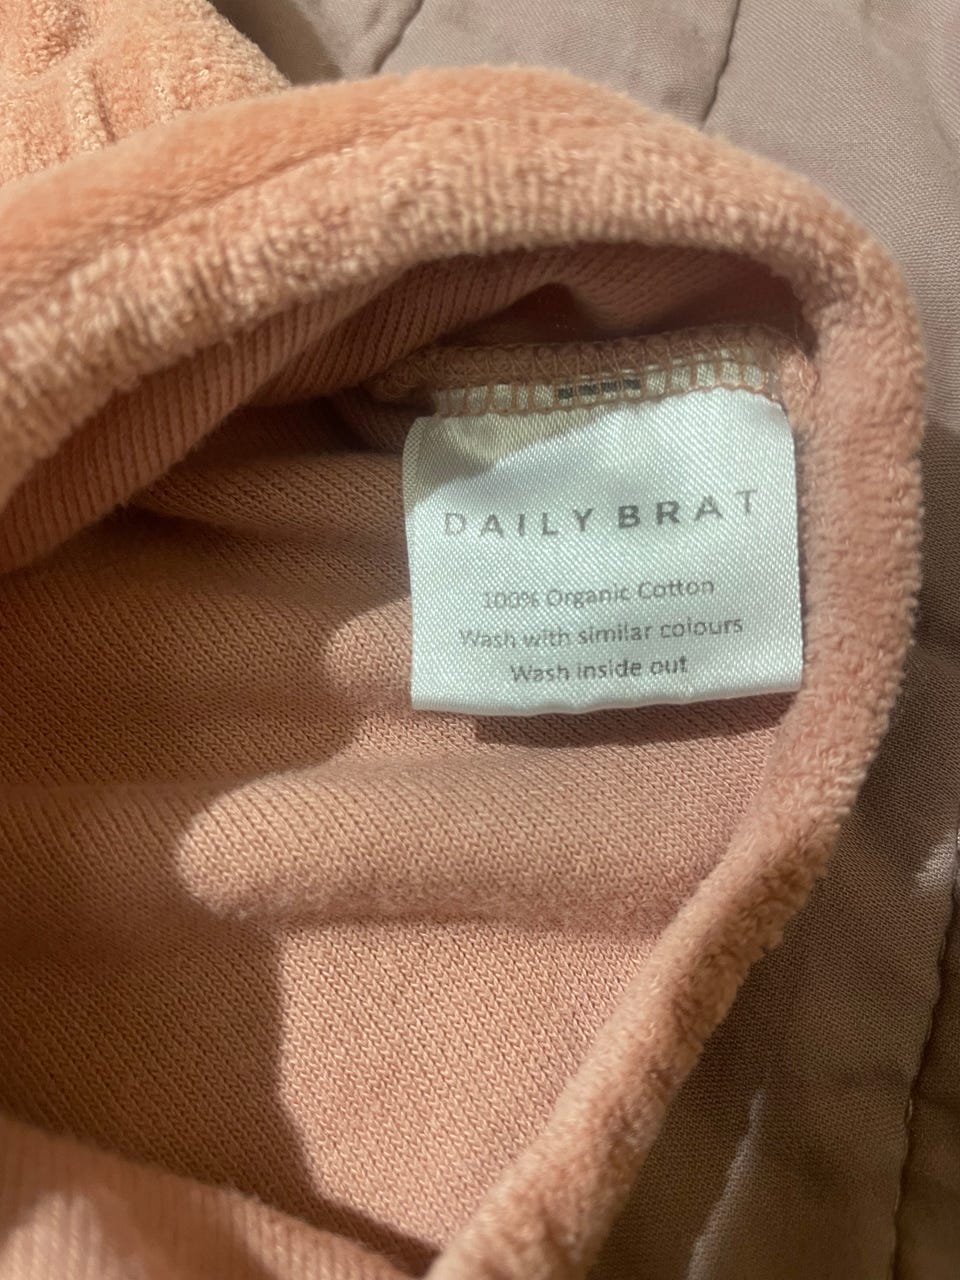 DAILY BRAT
100% Organic Cotton
Wash with similar colours
Wash inside out